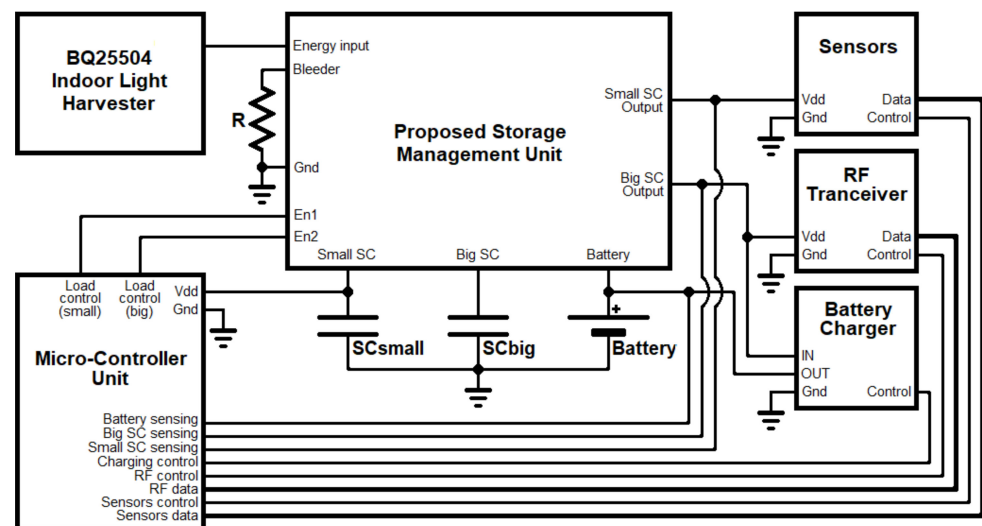 BQ25504
Indoor Light
Harvester
Energy input
Bleeder
R
Gnd
En1
En2
Proposed Storage
Management Unit
Small SC
Output
Big SC
Output
Small SC
Big SC
Battery
Sensors
Vdd
Data
Gnd
Control
RF
Tranceiver
Vdd
Data
Gnd
Control
Battery
Charger
IN
OUT
Gnd
Control
SCsmall
SCbig
+
Battery
Load
control
(small)
Load
control
(big)
Vdd
Gnd
Micro-Controller
Unit
Battery sensing
Big SC sensing
Small SC sensing
Charging control
RF control
RF data
Sensors control
Sensors data